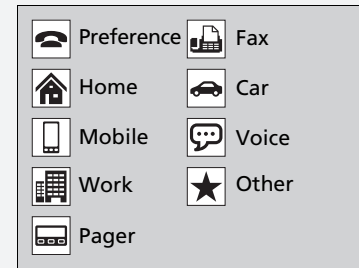 Preference
Fax
Home
Car
Mobile
Voice
Work
Other
Pager